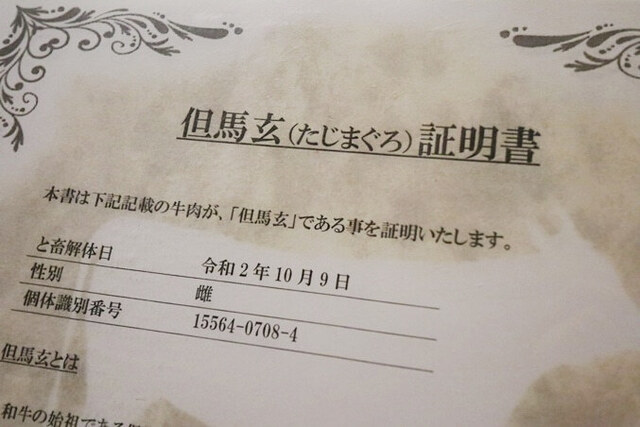 但馬玄(たじまぐろ)証明書
本書は下記記載の牛肉が、「但馬玄」である事を証明いたします。
と畜解体日 令和2年10月9日
性別 雌
個体識別番号 15564-0708-4
但馬玄とは
和牛の始祖である